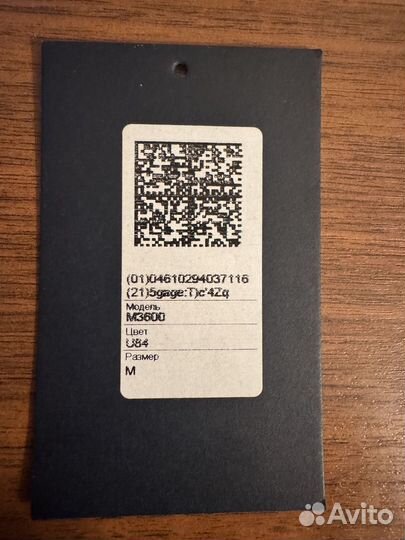 (01)04610294037116
(21)5gage:T)c'4Zq
Модель
M3600
Цвет
U84
Размер
M
Avito